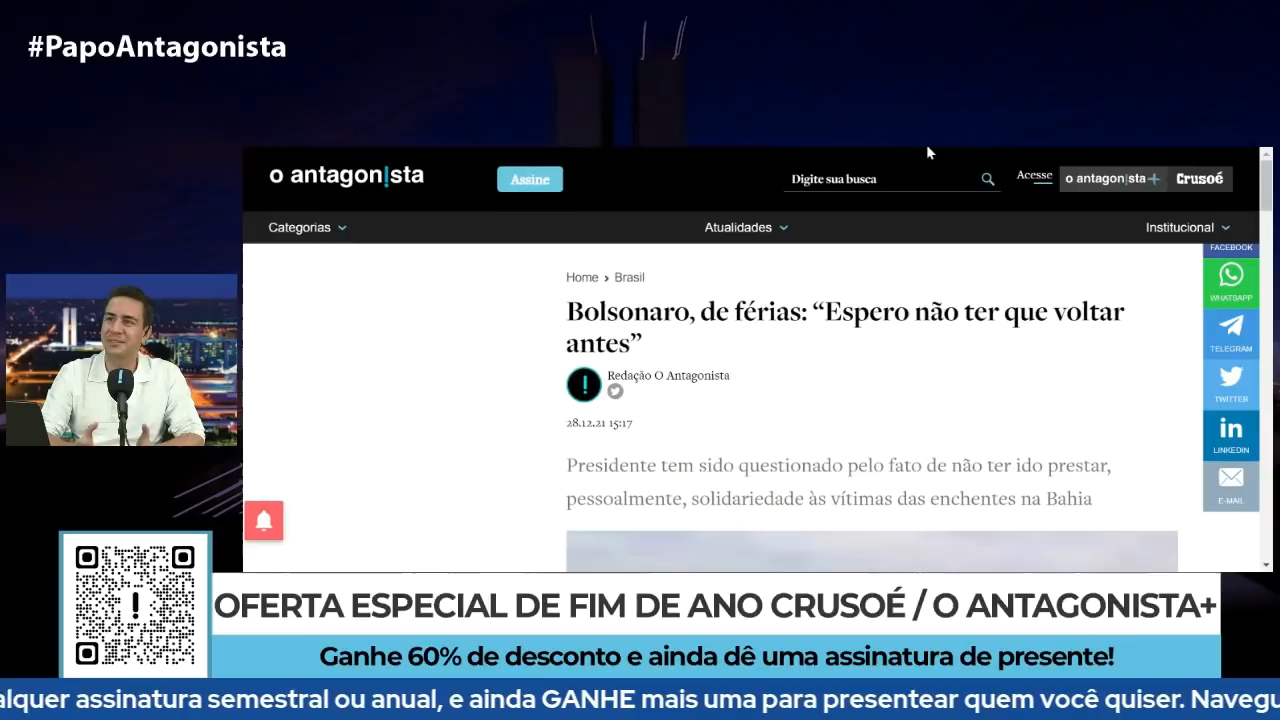 #PapoAntagonista
o antagon!sta
Assine
Digite sua busca
Acesse
o antagon|sta+
Crusoé
Categorias
Atualidades
Institucional
FACEBOOK
WHATSAPP
TELEGRAM
TWITTER
in
LINKEDIN
E-MAIL
Home › Brasil
Bolsonaro, de férias: “Espero não ter que voltar
antes”
Redação O Antagonista
28.12.21 15:17
Presidente tem sido questionado pelo fato de não ter ido prestar,
pessoalmente, solidariedade às vítimas das enchentes na Bahia
OFERTA ESPECIAL DE FIM DE ANO CRUSOÉ / O ANTAGONISTA+
Ganhe 60% de desconto e ainda dê uma assinatura de presente!
alquer assinatura semestral ou anual, e ainda GANHE mais uma para presentear quem você quiser. Navegu